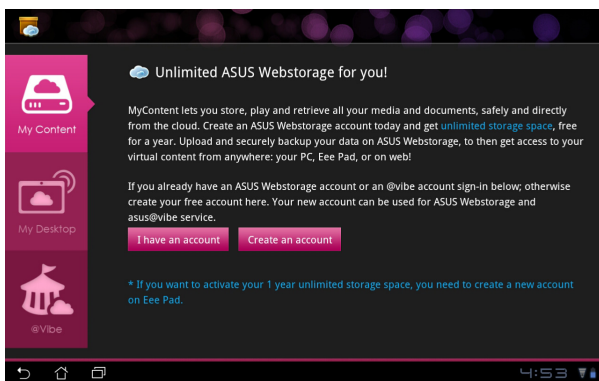 Unlimited ASUS Webstorage for you!
My Content
MyContent lets you store, play and retrieve all your media and documents, safely and directly
from the cloud. Create an ASUS Webstorage account today and get unlimited storage space, free
for a year. Upload and securely backup your data on ASUS Webstorage, to then get access to your
virtual content from anywhere: your PC, Eee Pad, or on web!
My Desktop
If you already have an ASUS Webstorage account or an @vibe account sign-in below; otherwise
create your free account here. Your new account can be used for ASUS Webstorage and
asus@vibe service.
I have an account
Create an account
@Vibe
* If you want to activate your 1 year unlimited storage space, you need to create a new account
on Eee Pad.
4:53